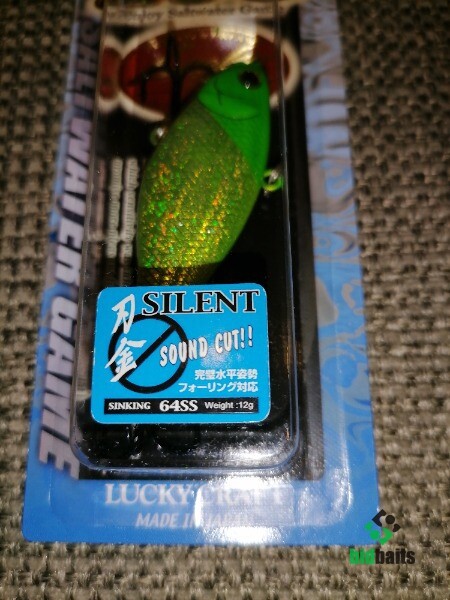 SALTWATER GAME
刃金
SILENT
SOUND CUT!!
完璧水平姿勢
フォーリング対応
SINKING 64SS Weight :12g
LUCKY CRAFT
MADE IN JAPAN
baits